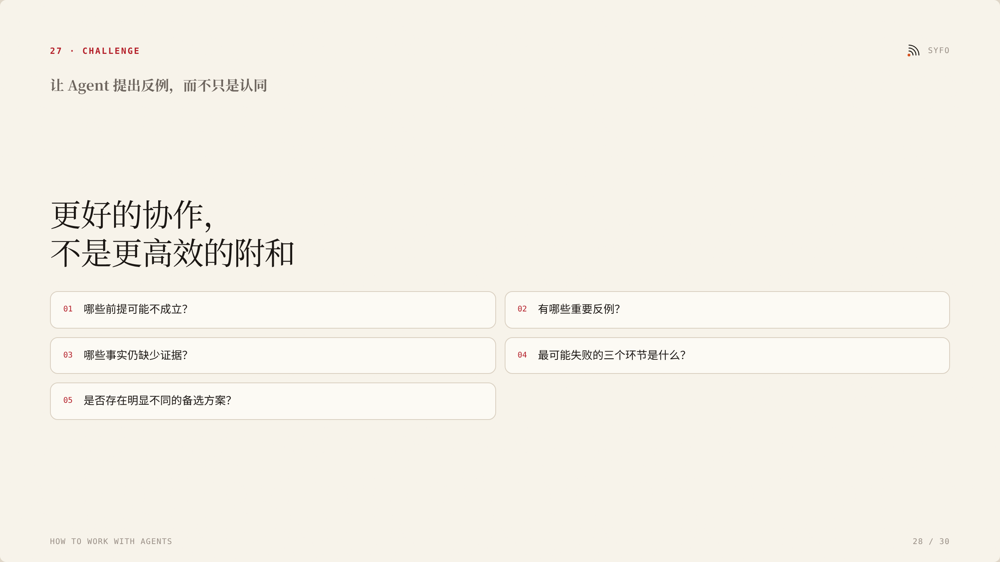 27 · CHALLENGE
SYFO
让 Agent 提出反例，而不只是认同
更好的协作，
不是更高效的附和
01 哪些前提可能不成立？
02 有哪些重要反例？
03 哪些事实仍缺少证据？
04 最可能失败的三个环节是什么？
05 是否存在明显不同的备选方案？
HOW TO WORK WITH AGENTS
28 / 30